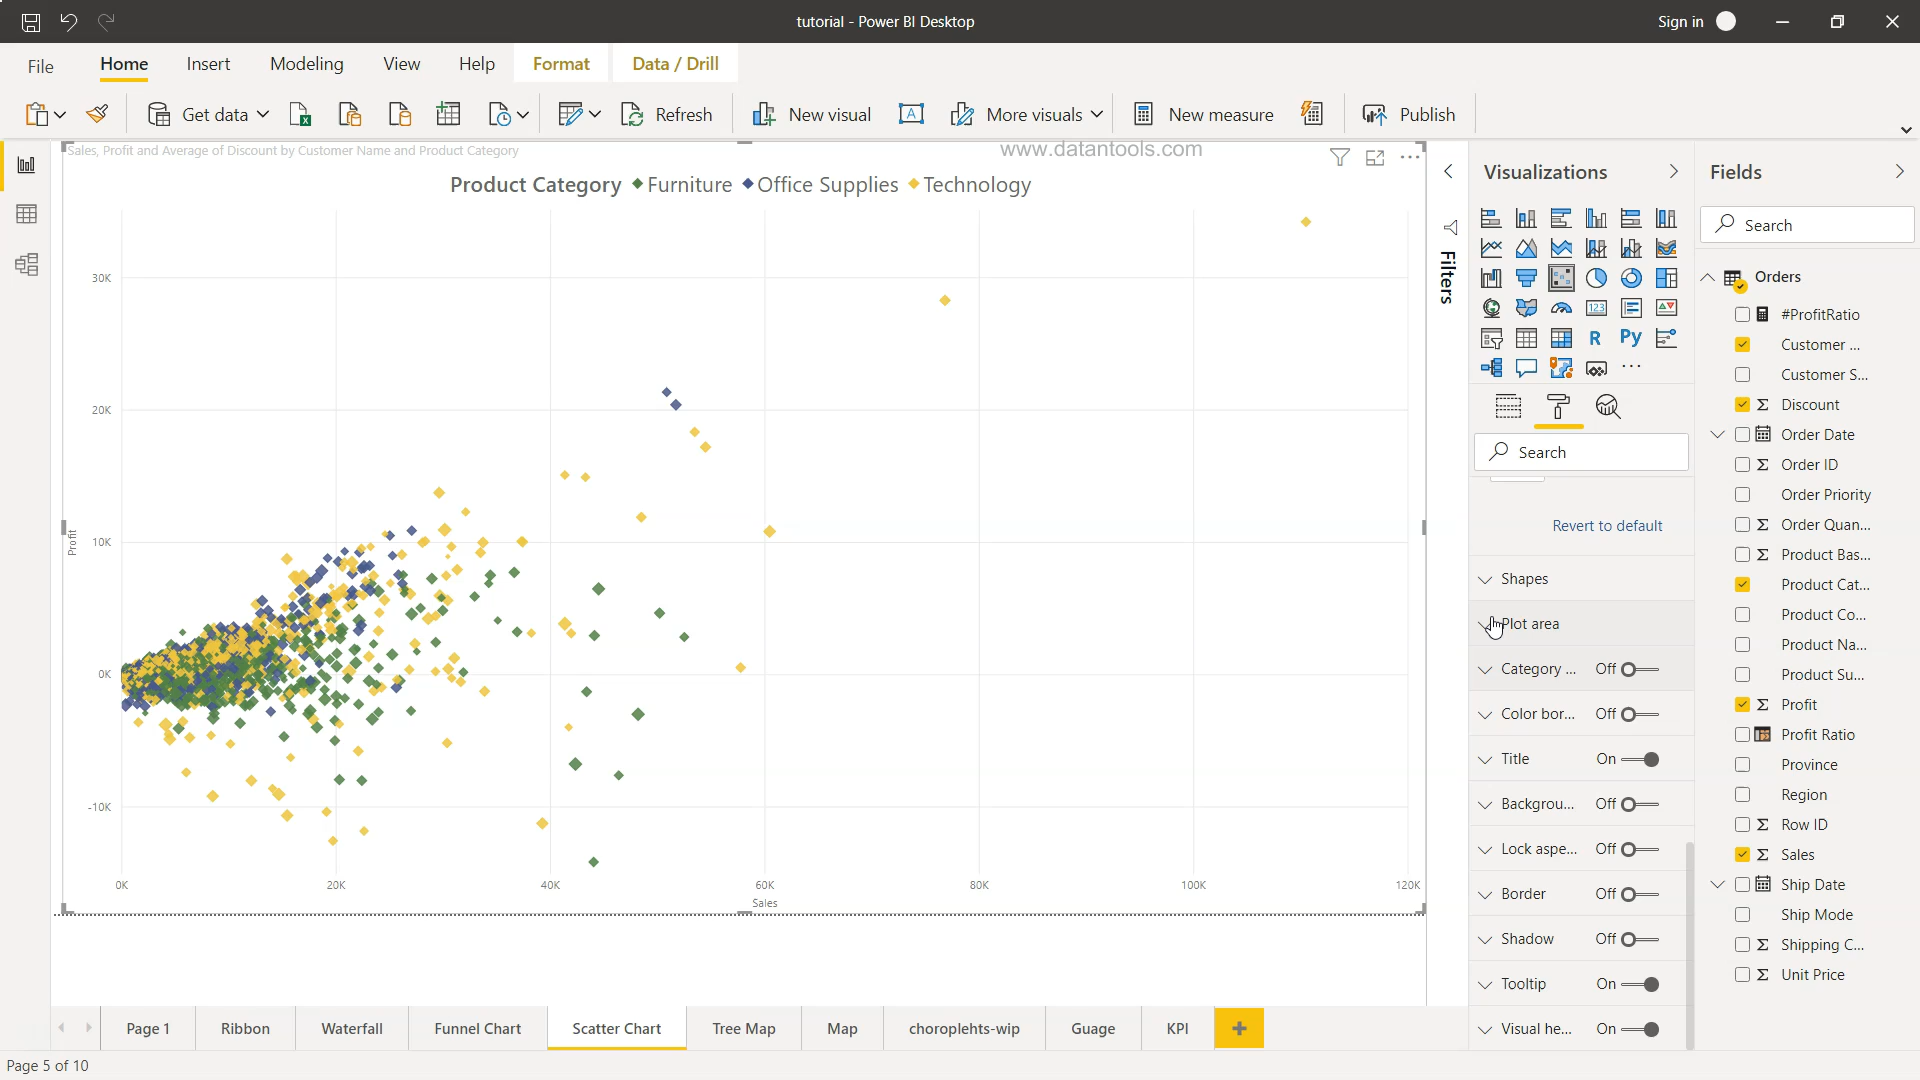 tutorial - Power BI Desktop
Sign in
File Home Insert Modeling View Help Format Data / Drill
Get data Refresh New visual More visuals New measure Publish
Sales, Profit and Average of Discount by Customer Name and Product Category
www.datantools.com
Product Category Furniture Office Supplies Technology
30K
20K
10K
0K
-10K
Profit
0K 20K 40K 60K 80K 100K 120K
Sales
Filters
Visualizations
R Py
123
Search
Revert to default
Shapes
Plot area
Category ... Off
Color bor... Off
Title On
Backgrou... Off
Lock aspe... Off
Border Off
Shadow Off
Tooltip On
Visual he... On
Fields
Search
Orders
#ProfitRatio
Customer ...
Customer S...
Discount
Order Date
Order ID
Order Priority
Order Quan...
Product Bas...
Product Cat...
Product Co...
Product Na...
Product Su...
Profit
Profit Ratio
Province
Region
Row ID
Sales
Ship Date
Ship Mode
Shipping C...
Unit Price
Page 1 Ribbon Waterfall Funnel Chart Scatter Chart Tree Map Map choroplehts-wip Guage KPI
Page 5 of 10